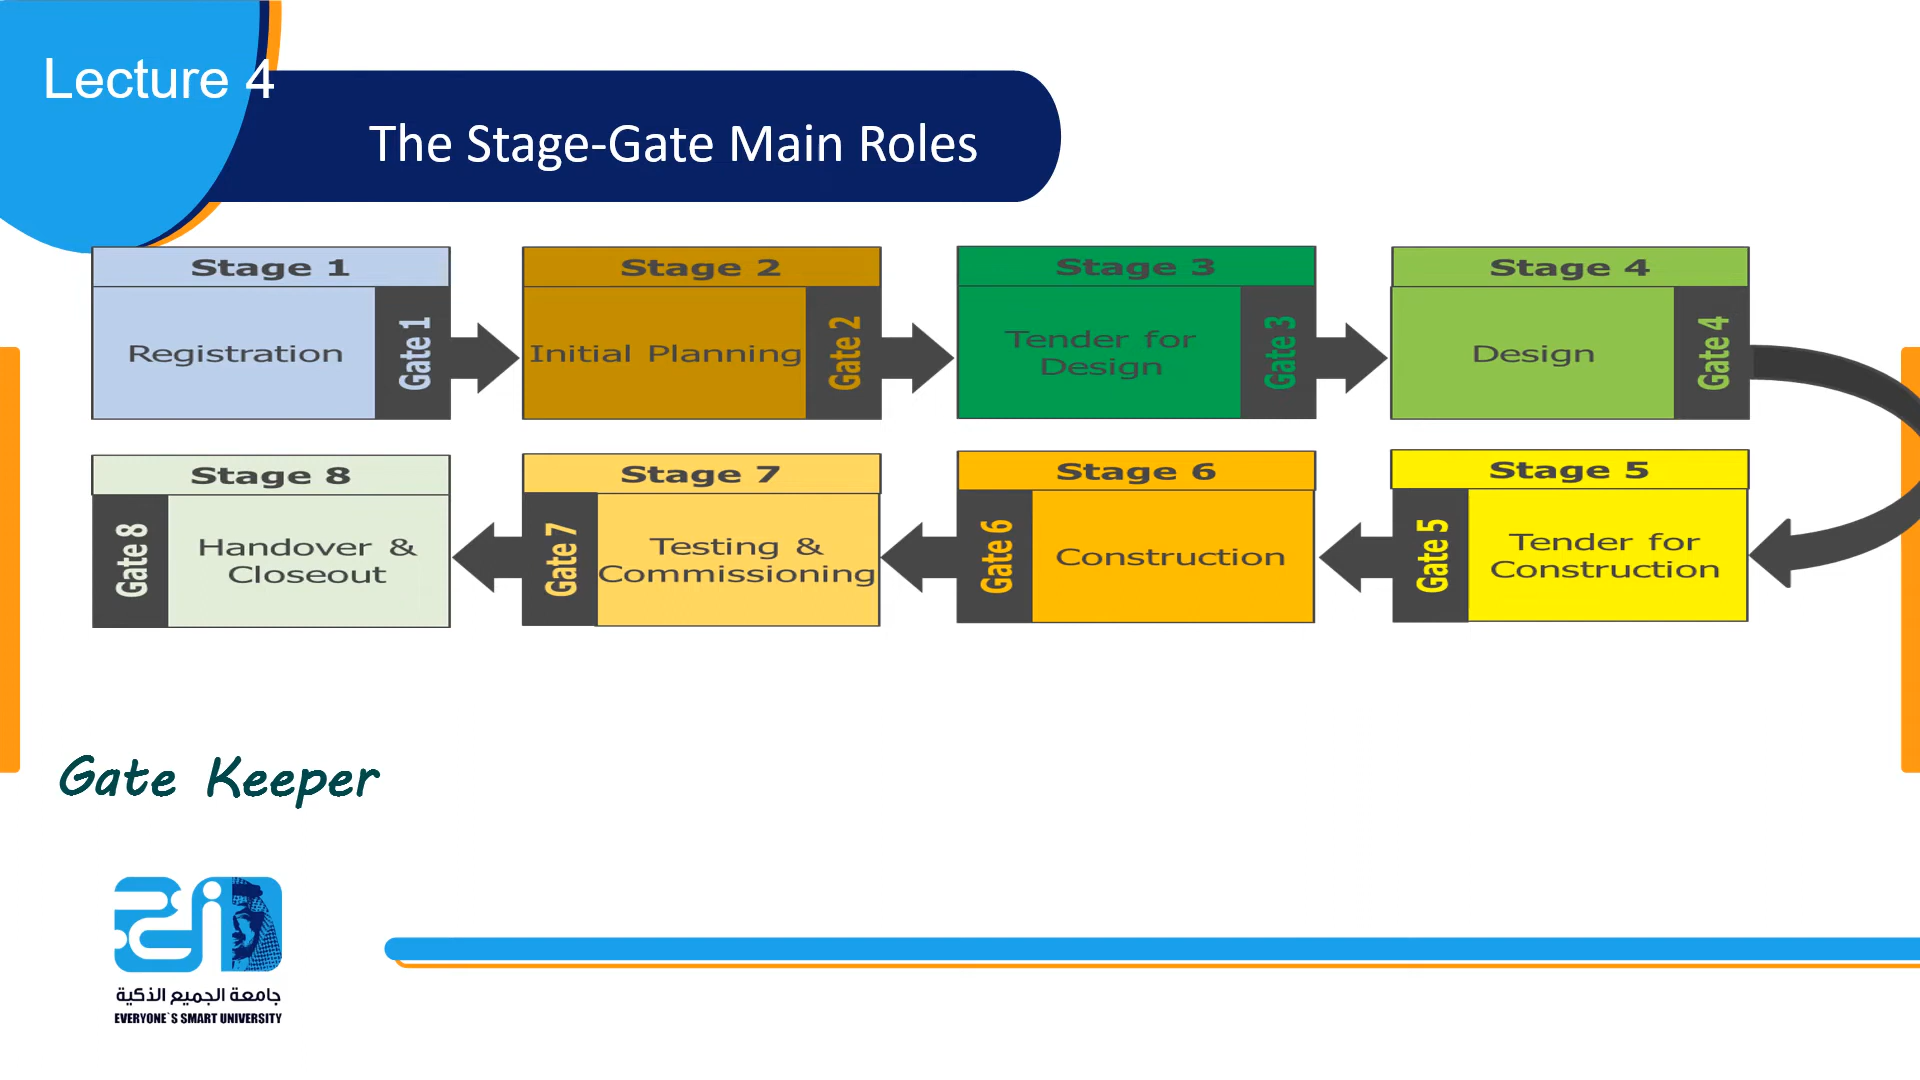 Lecture 4
The Stage-Gate Main Roles
Stage 1
Registration
Gate 1
Stage 2
Initial Planning
Gate 2
Stage 3
Tender for
Design
Gate 3
Stage 4
Design
Gate 4
Stage 5
Tender for
Construction
Gate 5
Stage 6
Construction
Gate 6
Stage 7
Testing &
Commissioning
Gate 7
Stage 8
Handover &
Closeout
Gate 8
Gate Keeper
جامعة الجميع الذكية
EVERYONE`S SMART UNIVERSITY